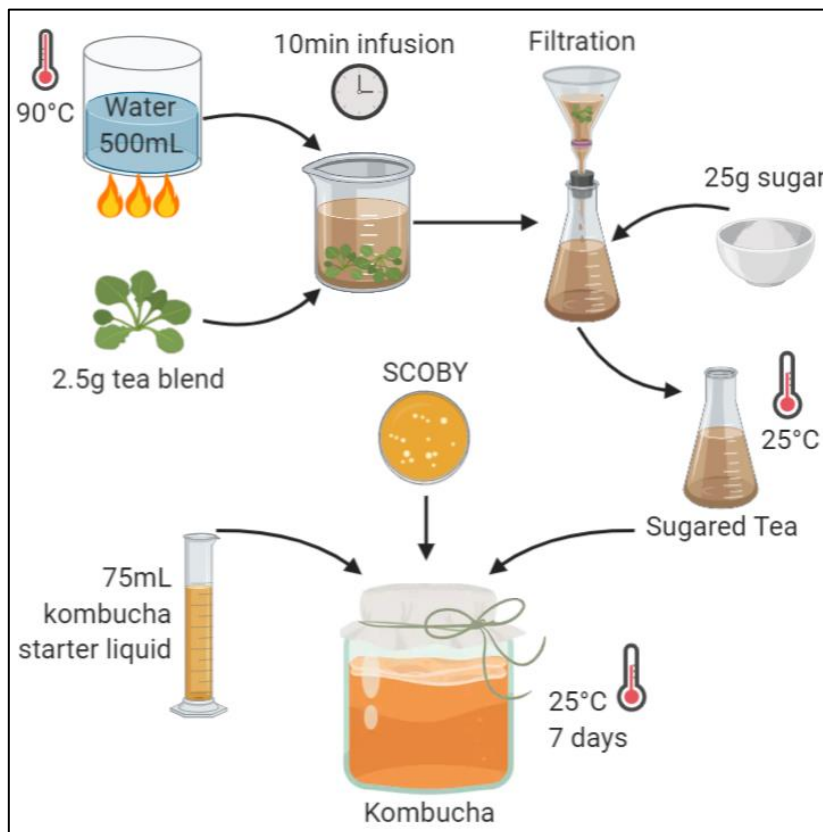 10min infusion
Filtration
90°C
Water
500mL
25g sugar
2.5g tea blend
SCOBY
25°C
Sugared Tea
75mL
kombucha
starter liquid
25°C
7 days
Kombucha